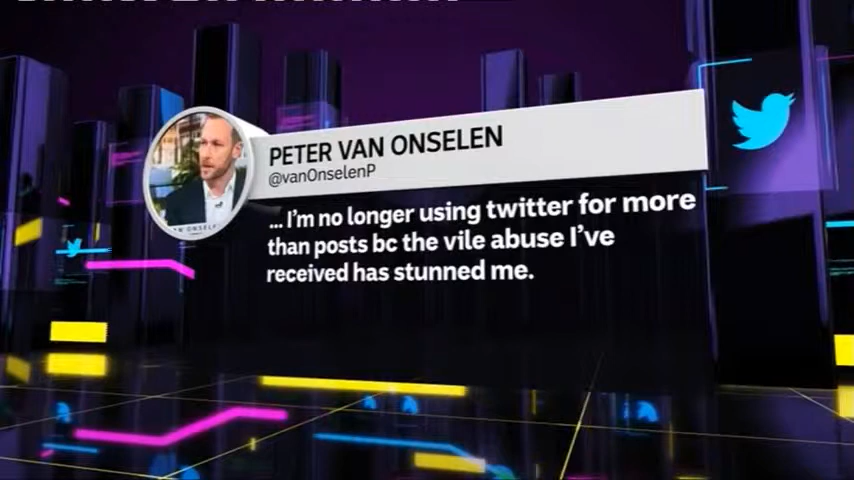 PETER VAN ONSELEN
@vanOnselenP
... I'm no longer using twitter for more
than posts bc the vile abuse I've
received has stunned me.